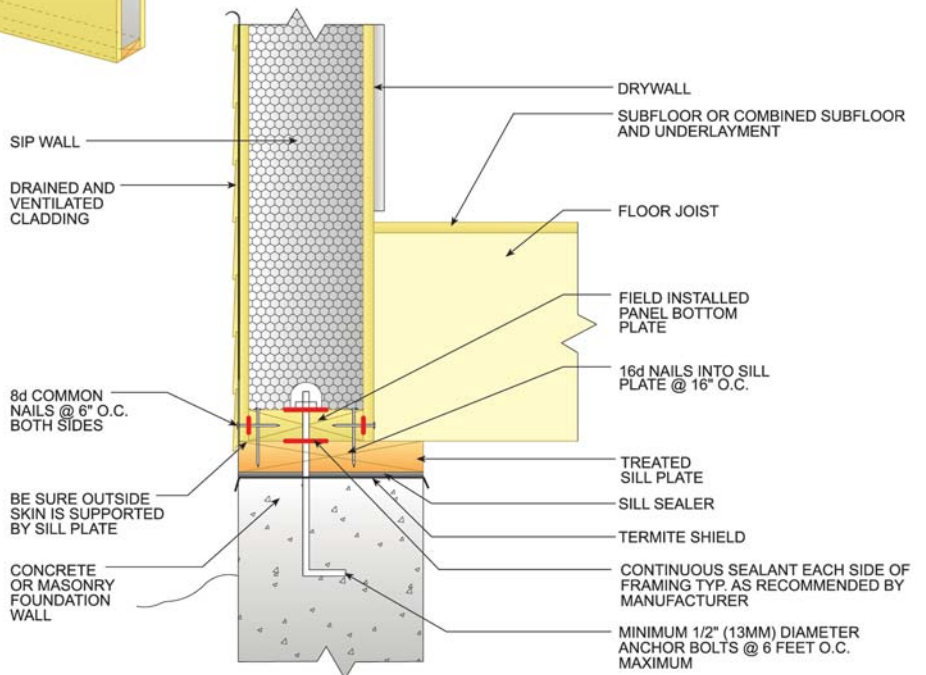 SIP WALL
DRAINED AND
VENTILATED
CLADDING
8d COMMON
NAILS @ 6" O.C.
BOTH SIDES
BE SURE OUTSIDE
SKIN IS SUPPORTED
BY SILL PLATE
CONCRETE
OR MASONRY
FOUNDATION
WALL
DRYWALL
SUBFLOOR OR COMBINED SUBFLOOR
AND UNDERLAYMENT
FLOOR JOIST
FIELD INSTALLED
PANEL BOTTOM
PLATE
16d NAILS INTO SILL
PLATE @ 16" O.C.
TREATED
SILL PLATE
SILL SEALER
TERMITE SHIELD
CONTINUOUS SEALANT EACH SIDE OF
FRAMING TYP. AS RECOMMENDED BY
MANUFACTURER
MINIMUM 1/2" (13MM) DIAMETER
ANCHOR BOLTS @ 6 FEET O.C.
MAXIMUM